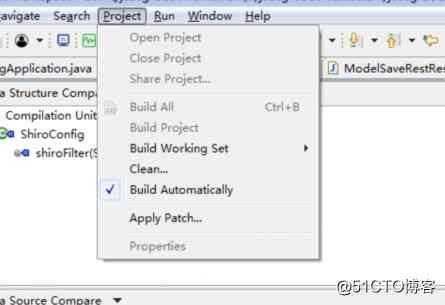 avigate Search Project Run Window Help
Open Project
Close Project
Share Project...
Build All Ctrl+B
Build Project
Build Working Set
Clean...
Build Automatically
Apply Patch...
Properties
gApplication.java
ModelSaveRestRes
a Structure Compa
Compilation Unit
ShiroConfig
shiroFilter(S
a Source Compare
@51CTO博客